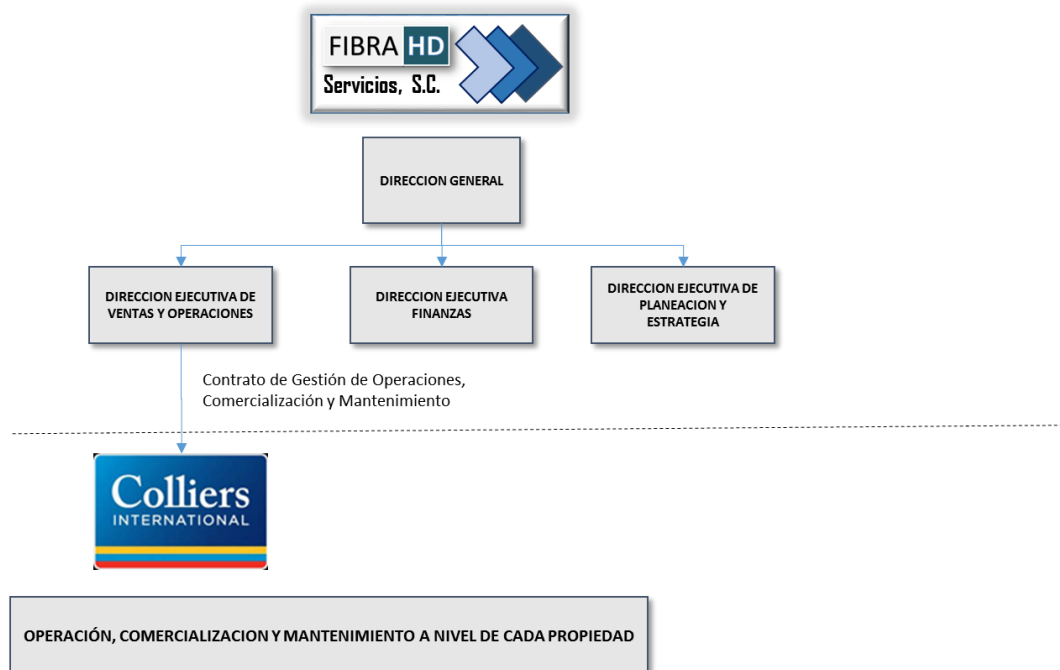 FIBRA HD
Servicios, S.C.
DIRECCION GENERAL
DIRECCION EJECUTIVA DE
VENTAS Y OPERACIONES
DIRECCION EJECUTIVA
FINANZAS
DIRECCION EJECUTIVA DE
PLANEACION Y
ESTRATEGIA
Contrato de Gestión de Operaciones,
Comercialización y Mantenimiento
Colliers
INTERNATIONAL
OPERACIÓN, COMERCIALIZACION Y MANTENIMIENTO A NIVEL DE CADA PROPIEDAD